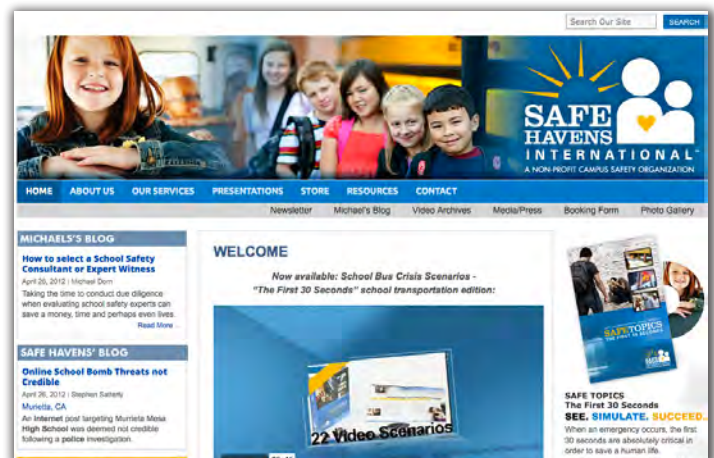 Search Our Site
SEARCH
SAFE
HAVENS
INTERNATIONAL
A NON-PROFIT CAMPUS SAFETY ORGANIZATION
HOME ABOUT US OUR SERVICES PRESENTATIONS STORE RESOURCES CONTACT
Newsletter Michael's Blog Video Archives Media/Press Booking Form Photo Gallery
MICHAELS'S BLOG
How to select a School Safety
Consultant or Expert Witness
April 26, 2012 | Michael Dorn
Taking the time to conduct due diligence
when evaluating school safety experts can
save a money, time and perhaps even lives.
Read More
SAFE HAVENS' BLOG
Online School Bomb Threats not
Credible
April 26, 2012 | Stephen Satterly
Murietta, CA
An Internet post targeting Murrieta Mesa
High School was deemed not credible
following a police investigation.
WELCOME
Now available: School Bus Crisis Scenarios -
"The First 30 Seconds" school transportation edition:
22 Video Scenarios
SAFETOPICS
THE FIRST 30 SECONDS
SAFE TOPICS
The First 30 Seconds
SEE. SIMULATE. SUCCEED.
When an emergency occurs, the first
30 seconds are absolutely critical in
order to save a human life.